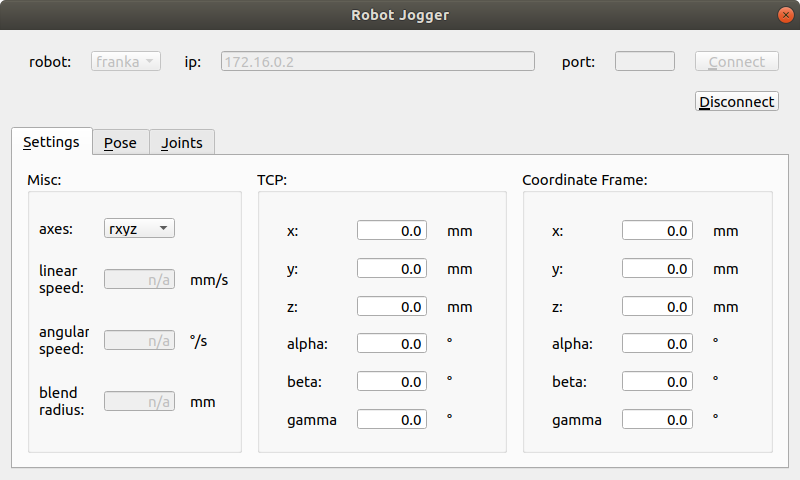 Robot Jogger
robot: franka ip: 172.16.0.2 port: Connect
Disconnect
Settings Pose Joints
Misc: TCP: Coordinate Frame:
axes: rxyz x: 0.0 mm x: 0.0 mm
linear speed: n/a mm/s y: 0.0 mm y: 0.0 mm
z: 0.0 mm z: 0.0 mm
angular speed: n/a °/s alpha: 0.0 ° alpha: 0.0 °
beta: 0.0 ° beta: 0.0 °
blend radius: n/a mm gamma 0.0 ° gamma 0.0 °